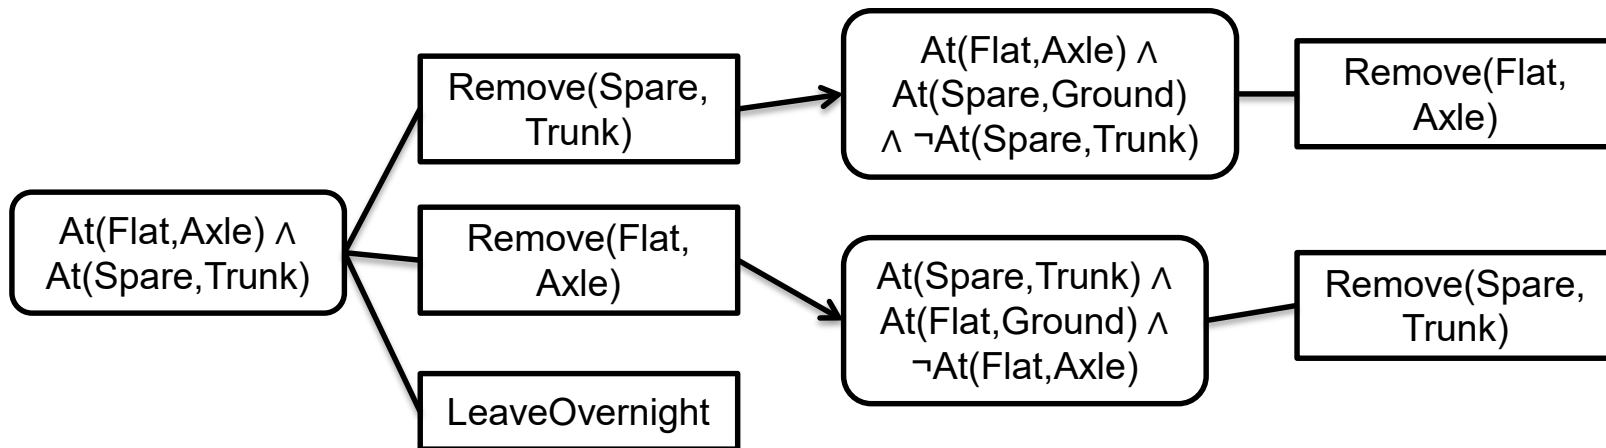 At(Flat,Axle) ∧
At(Spare,Trunk)
Remove(Spare,
Trunk)
Remove(Flat,
Axle)
LeaveOvernight
At(Flat,Axle) ∧
At(Spare,Ground)
∧ ¬At(Spare,Trunk)
At(Spare,Trunk) ∧
At(Flat,Ground) ∧
¬At(Flat,Axle)
Remove(Flat,
Axle)
Remove(Spare,
Trunk)